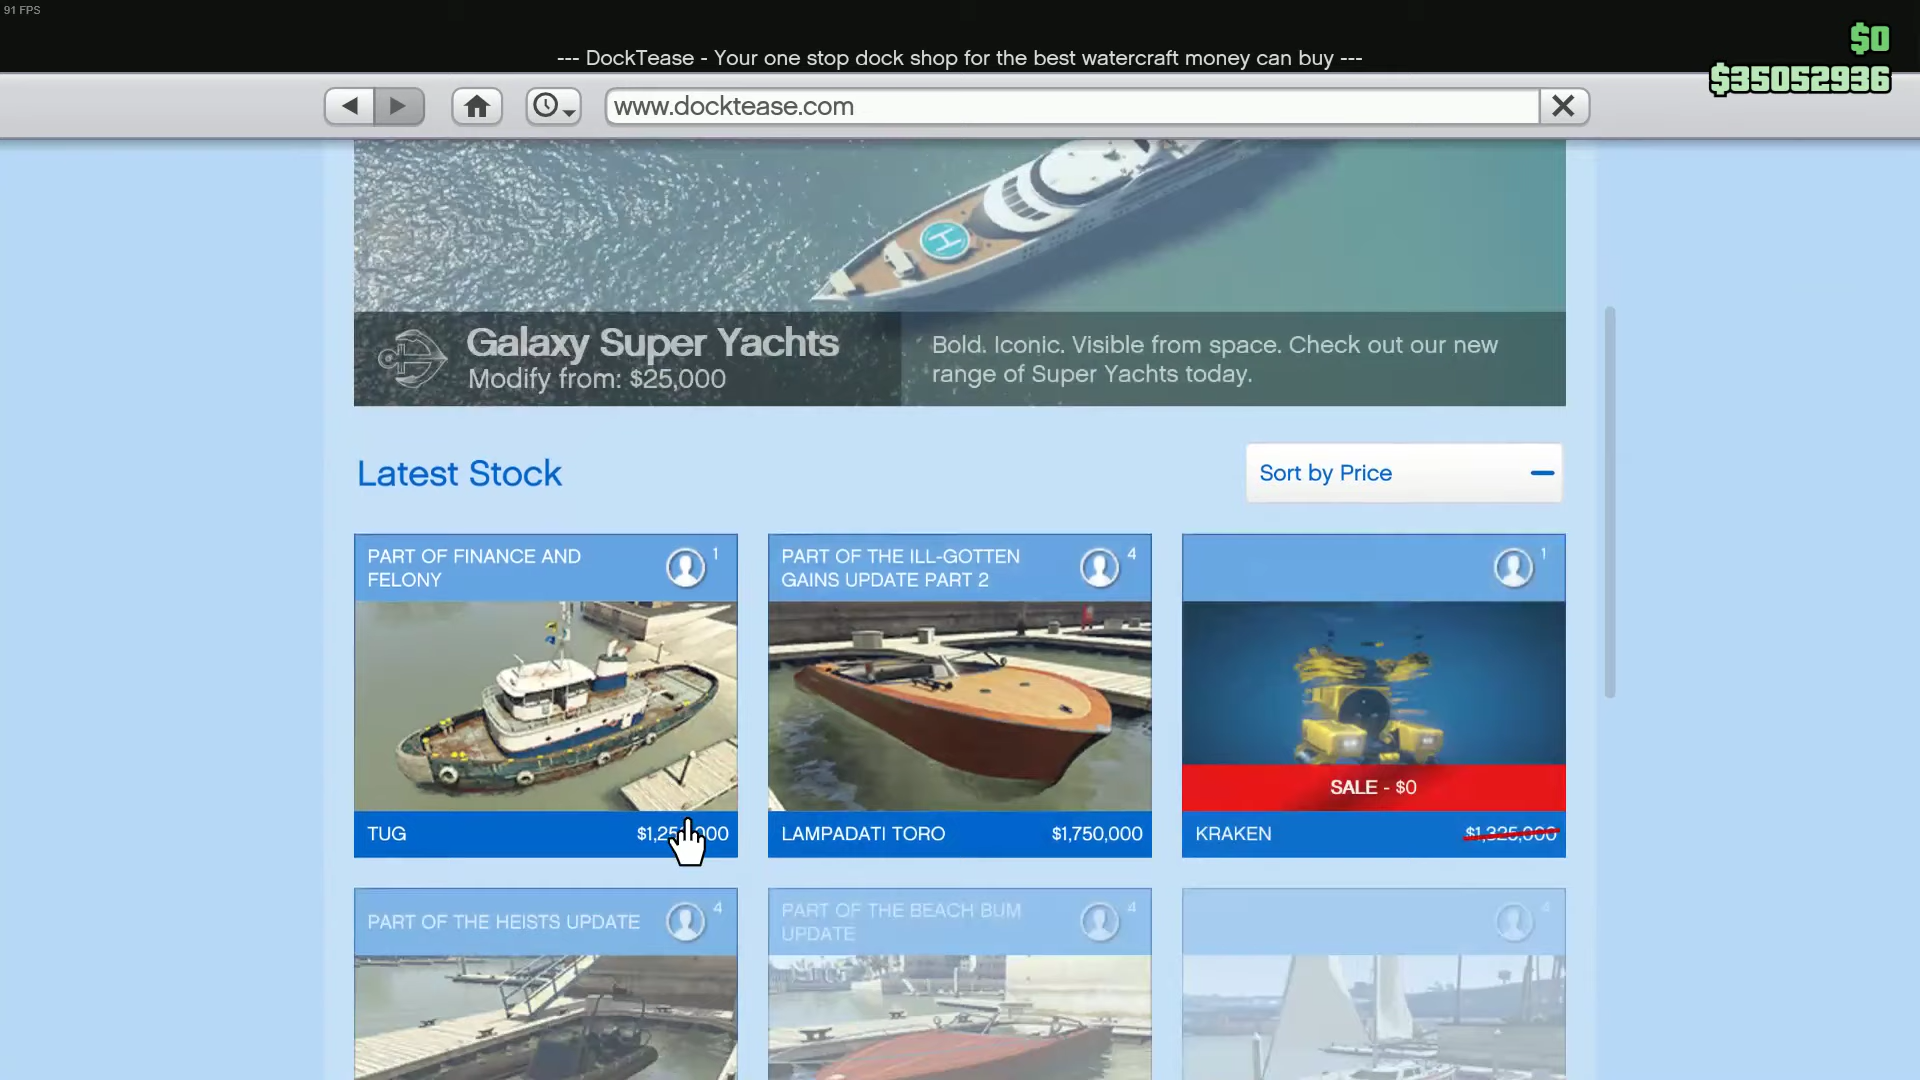 91 FPS
$0
--- DockTease - Your one stop dock shop for the best watercraft money can buy ---
$35052936
www.docktease.com
Galaxy Super Yachts
Modify from: $25,000
Bold. Iconic. Visible from space. Check out our new
range of Super Yachts today.
Latest Stock
Sort by Price
PART OF FINANCE AND
FELONY
1
PART OF THE ILL-GOTTEN
GAINS UPDATE PART 2
4
1
SALE - $0
TUG
LAMPADATI TORO
$1,750,000
KRAKEN
$1,325,000
PART OF THE HEISTS UPDATE
4
PART OF THE BEACH BUM
UPDATE
4
4